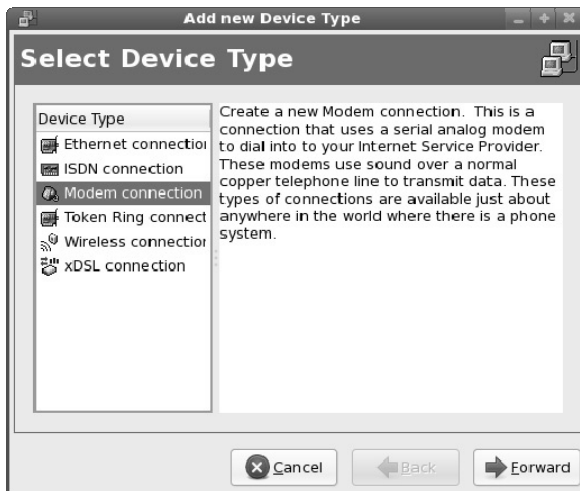 Add new Device Type
Select Device Type
Device Type
Ethernet connection
ISDN connection
Modem connection
Token Ring connect
Wireless connection
xDSL connection
Create a new Modem connection.  This is a
connection that uses a serial analog modem
to dial into to your Internet Service Provider.
These modems use sound over a normal
copper telephone line to transmit data. These
types of connections are available just about
anywhere in the world where there is a phone
system.
Cancel
Back
Forward